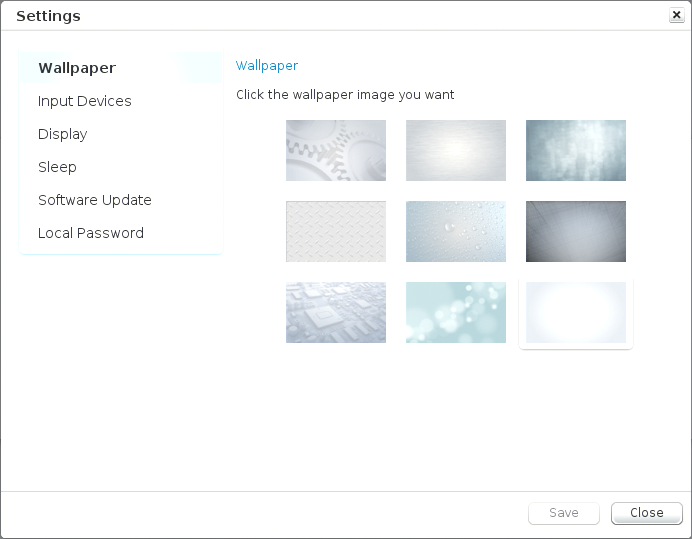 Settings
Wallpaper
Input Devices
Display
Sleep
Software Update
Local Password
Wallpaper
Click the wallpaper image you want
Save
Close